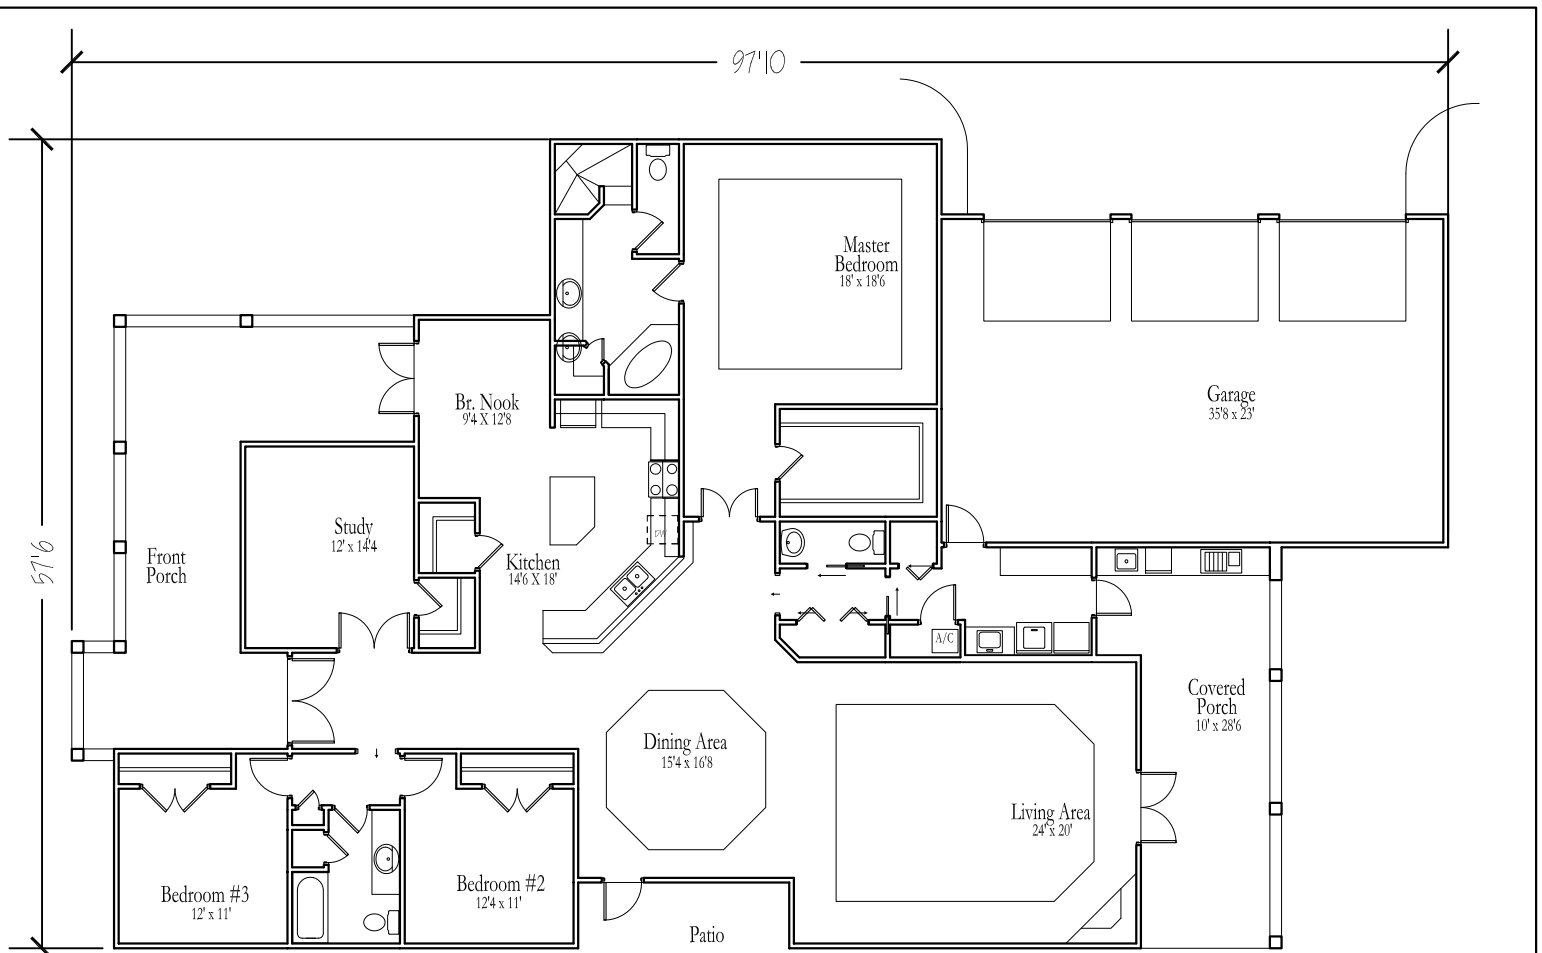 97'10
57'6
Master
Bedroom
18' x 18'6
Garage
35'8 x 23'
Br. Nook
9'4 X 12'8
Study
12' x 14'4
Front
Porch
Kitchen
14'6 X 18'
DW
A/C
Covered
Porch
10' x 28'6
Dining Area
15'4 x 16'8
Living Area
24' x 20'
Bedroom #3
12' x 11'
Bedroom #2
12'4 x 11'
Patio